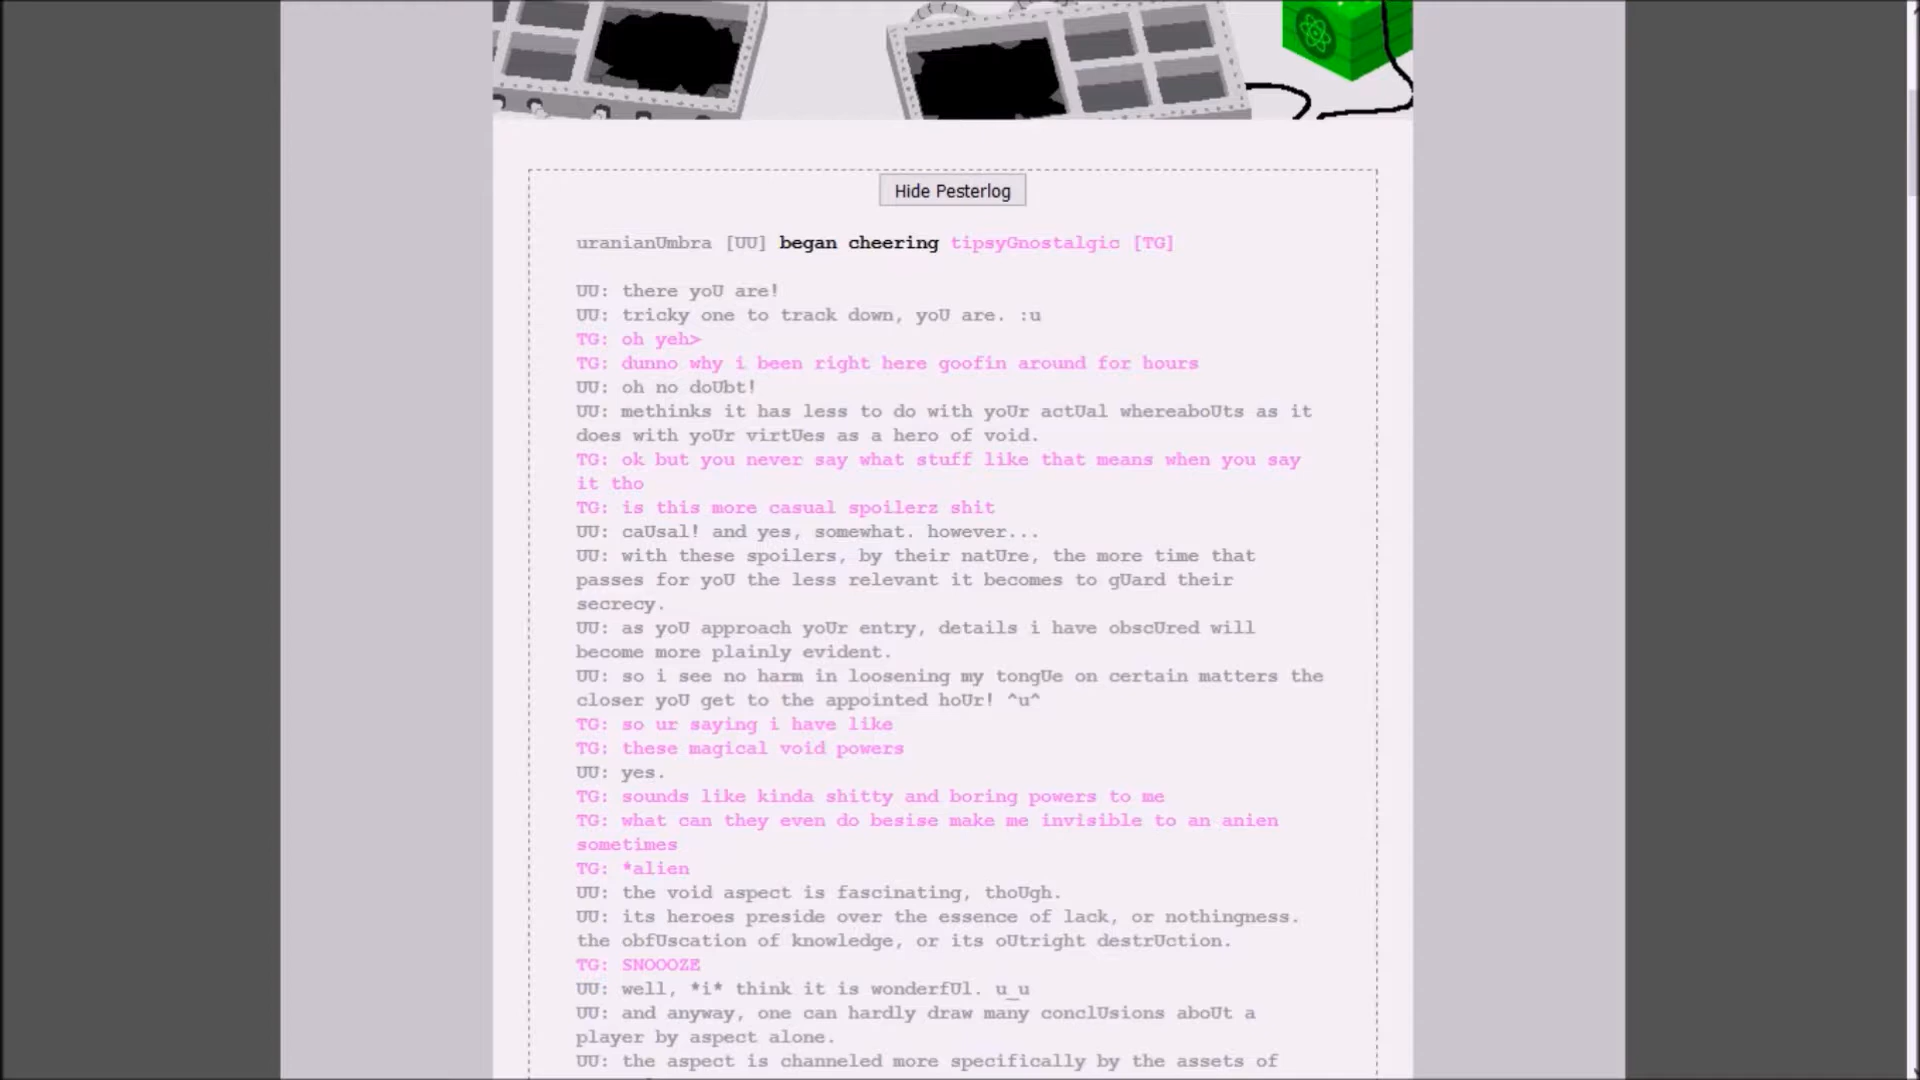 Hide Pesterlog
uranianUmbra [UU] began cheering tipsyGnostalgic [TG]
UU: there yoU are!
UU: tricky one to track down, yoU are. :u
TG: oh yeh>
TG: dunno why i been right here goofin around for hours
UU: oh no doUbt!
UU: methinks it has less to do with yoUr actUal whereaboUts as it
does with yoUr virtUes as a hero of void.
TG: ok but you never say what stuff like that means when you say
it tho
TG: is this more casual spoilerz shit
UU: caUsal! and yes, somewhat. however...
UU: with these spoilers, by their natUre, the more time that
passes for yoU the less relevant it becomes to gUard their
secrecy.
UU: as yoU approach yoUr entry, details i have obscUred will
become more plainly evident.
UU: so i see no harm in loosening my tongUe on certain matters the
closer yoU get to the appointed hoUr! ^u^
TG: so ur saying i have like
TG: these magical void powers
UU: yes.
TG: sounds like kinda shitty and boring powers to me
TG: what can they even do besise make me invisible to an anien
sometimes
TG: *alien
UU: the void aspect is fascinating, thoUgh.
UU: its heroes preside over the essence of lack, or nothingness.
the obfUscation of knowledge, or its oUtright destrUction.
TG: SNOOOZE
UU: well, *i* think it is wonderfUl. u_u
UU: and anyway, one can hardly draw many conclUsions aboUt a
player by aspect alone.
UU: the aspect is channeled more specifically by the assets of